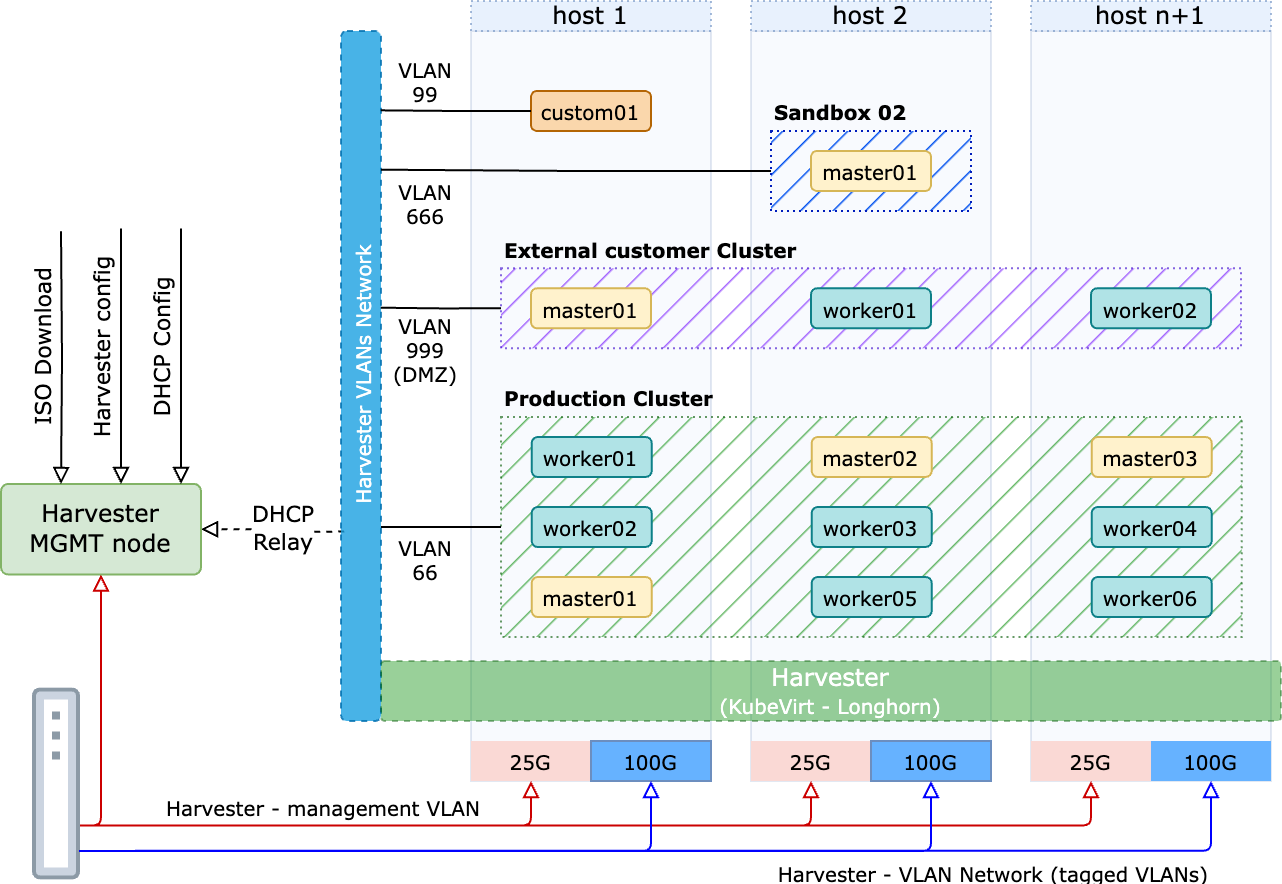 host 1
host 2
host n+1
VLAN
99
custom01
Sandbox 02
master01
VLAN
666
External customer Cluster
master01
worker01
worker02
VLAN
999
(DMZ)
Production Cluster
worker01
master02
master03
worker02
worker03
worker04
master01
worker05
worker06
VLAN
66
Harvester VLANs Network
ISO Download
Harvester config
DHCP Config
Harvester
MGMT node
DHCP
Relay
Harvester
(KubeVirt - Longhorn)
25G
100G
25G
100G
25G
100G
Harvester - management VLAN
Harvester - VLAN Network (tagged VLANs)